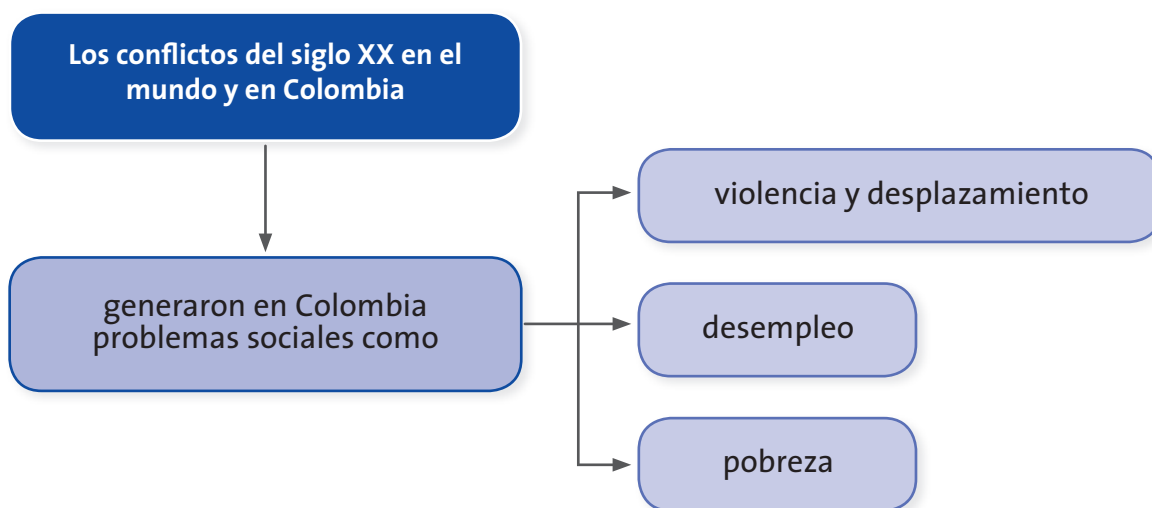 Los conflictos del siglo XX en el
mundo y en Colombia
generaron en Colombia
problemas sociales como
violencia y desplazamiento
desempleo
pobreza